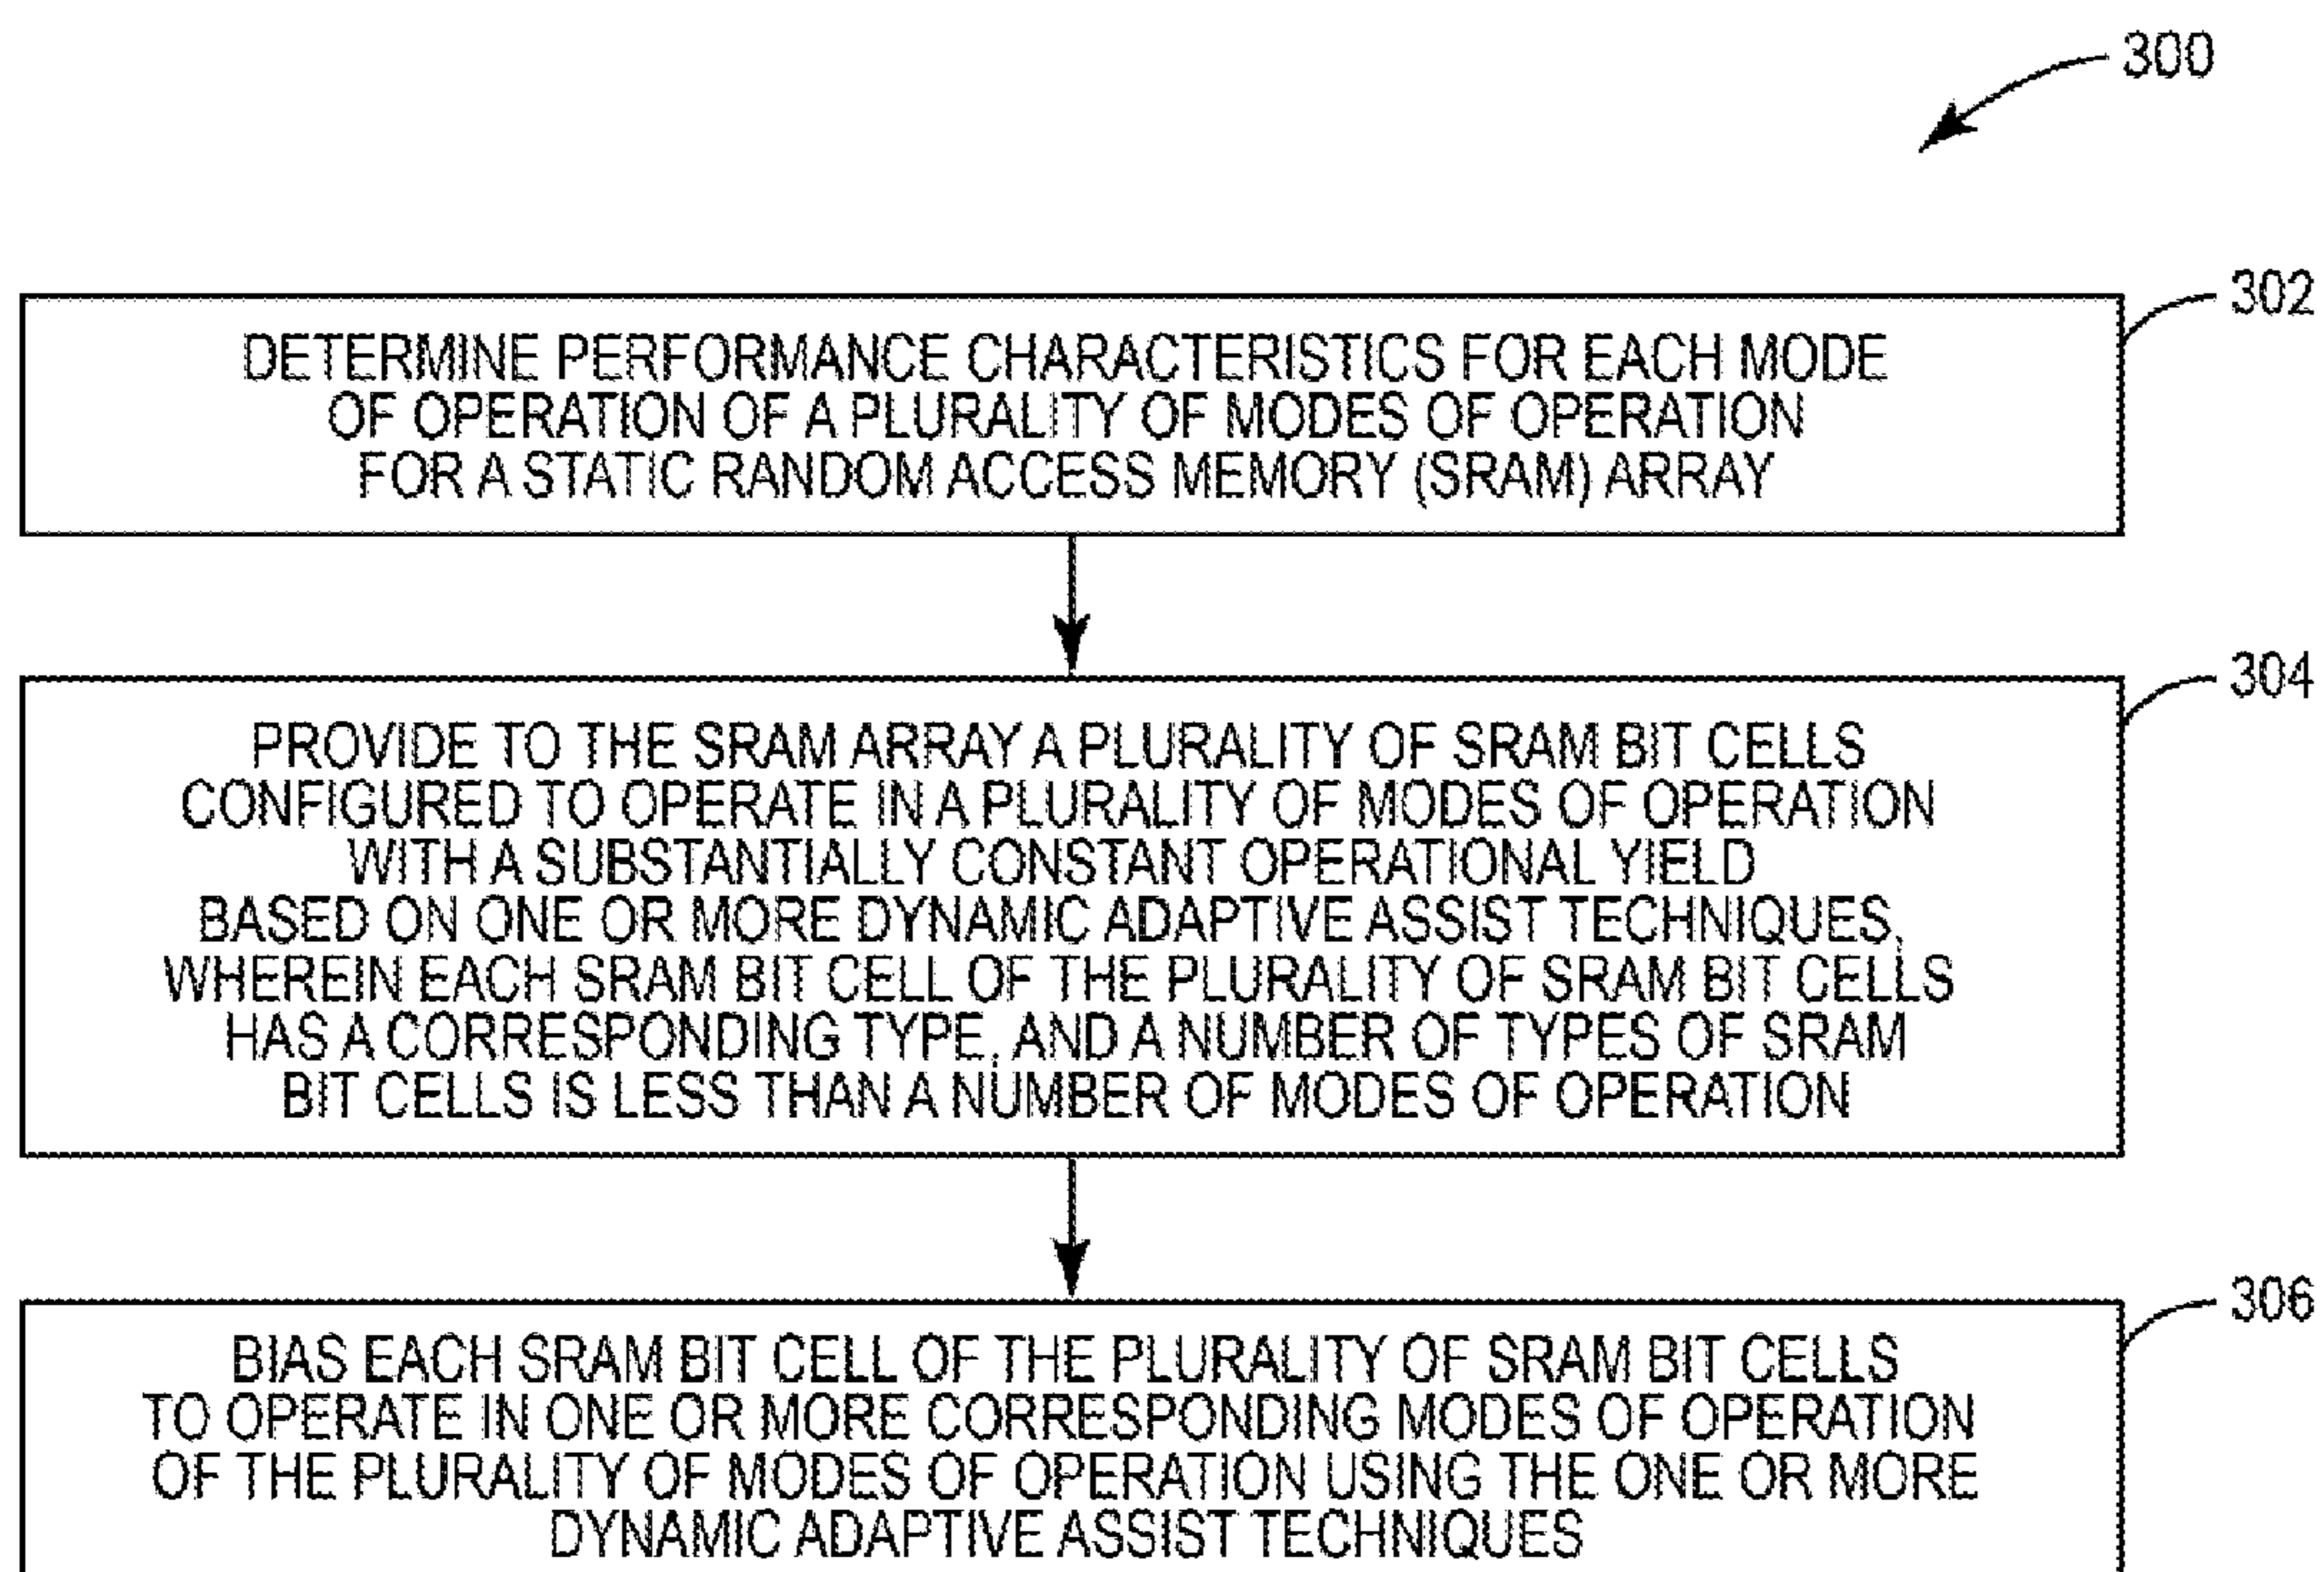 300
302
DETERMINE PERFORMANCE CHARACTERISTICS FOR EACH MODE
OF OPERATION OF A PLURALITY OF MODES OF OPERATION
FOR A STATIC RANDOM ACCESS MEMORY (SRAM) ARRAY
304
PROVIDE TO THE SRAM ARRAY A PLURALITY OF SRAM BIT CELLS
CONFIGURED TO OPERATE IN A PLURALITY OF MODES OF OPERATION
WITH A SUBSTANTIALLY CONSTANT OPERATIONAL YIELD
BASED ON ONE OR MORE DYNAMIC ADAPTIVE ASSIST TECHNIQUES,
WHEREIN EACH SRAM BIT CELL OF THE PLURALITY OF SRAM BIT CELLS
HAS A CORRESPONDING TYPE, AND A NUMBER OF TYPES OF SRAM
BIT CELLS IS LESS THAN A NUMBER OF MODES OF OPERATION
306
BIAS EACH SRAM BIT CELL OF THE PLURALITY OF SRAM BIT CELLS
TO OPERATE IN ONE OR MORE CORRESPONDING MODES OF OPERATION
OF THE PLURALITY OF MODES OF OPERATION USING THE ONE OR MORE
DYNAMIC ADAPTIVE ASSIST TECHNIQUES